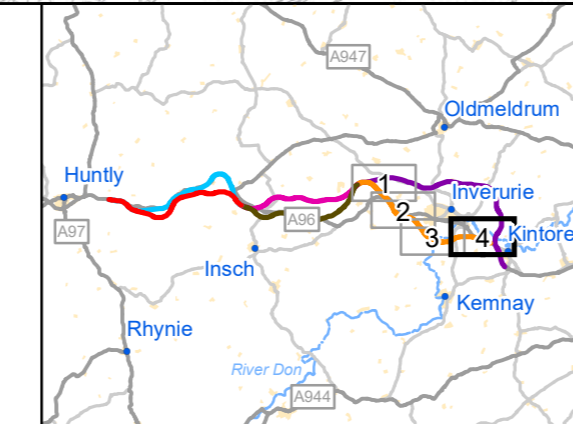 A947
Oldmeldrum
Huntly
1
Inverurie
2
A96
A97
3
4
Kintore
Insch
Kemnay
Rhynie
River Don
A944